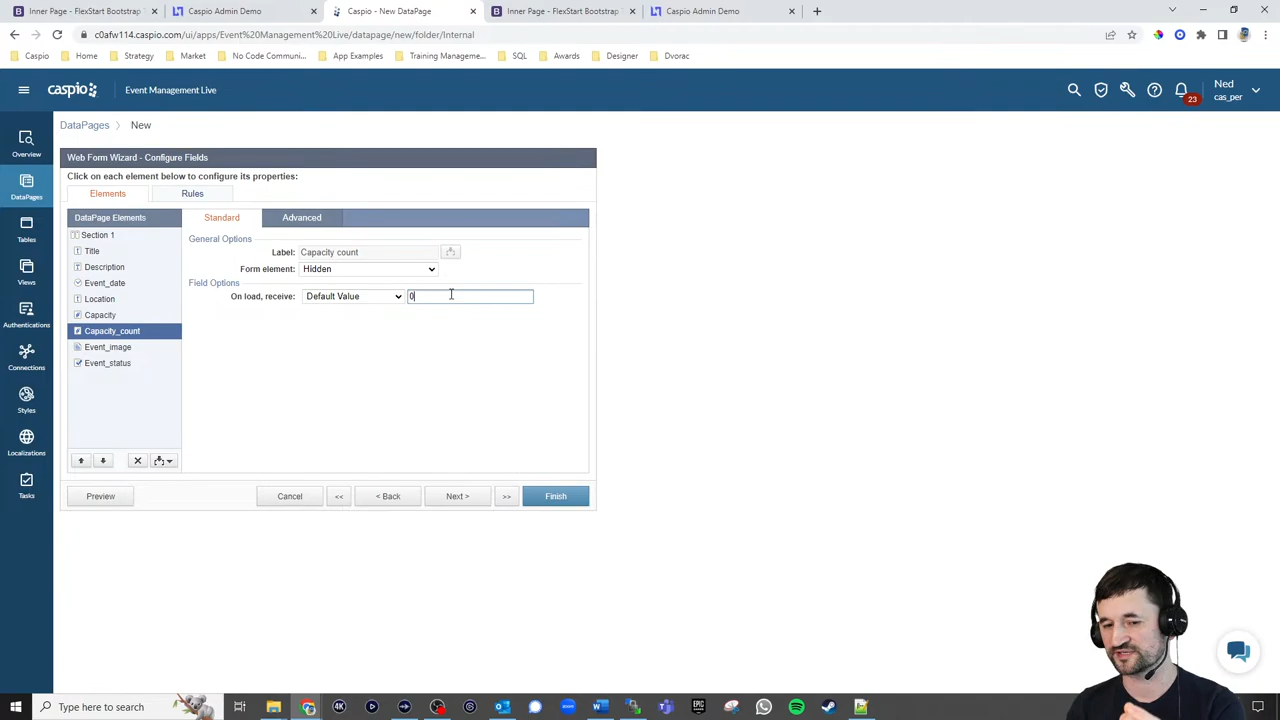 Inner Page - FlexStart Bootstrap
Caspio Admin Demo
Caspio - New DataPage
Inner Page - FlexStart Bootstrap
Caspio Admin Demo
c0afw114.caspio.com/ui/apps/Event%20Management%20Live/datapage/new/folder/Internal
Caspio
Home
Strategy
Market
No Code Communi...
App Examples
Training Manageme...
SQL
Awards
Designer
Dvorac
caspio
Event Management Live
23
Ned
cas_per
Overview
DataPages
Tables
Views
Authentications
Connections
Styles
Localizations
Tasks
DataPages
New
Web Form Wizard - Configure Fields
Click on each element below to configure its properties:
Elements
Rules
DataPage Elements
Standard
Advanced
Section 1
Title
Description
Event_date
Location
Capacity
Capacity_count
Event_image
Event_status
General Options
Label: Capacity count
Form element: Hidden
Field Options
On load, receive: Default Value 0
Preview
Cancel
<<
< Back
Next >
>>
Finish
Type here to search
4K
EPIC